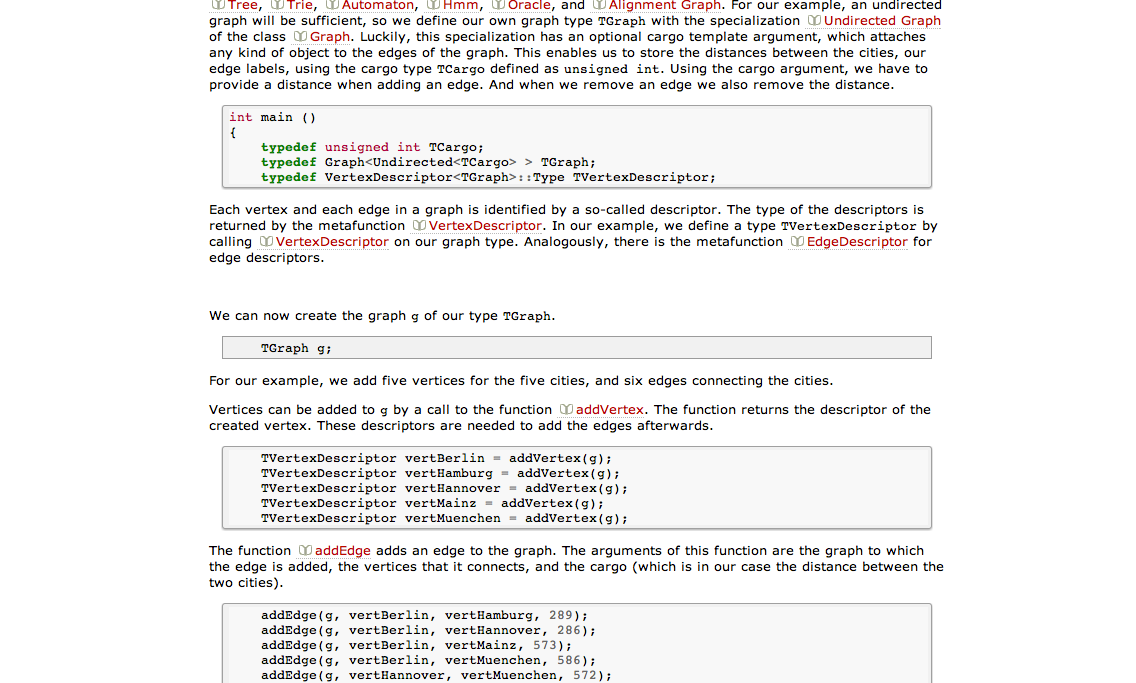 Tree, Trie, Automaton, Hmm, Oracle, and Alignment Graph. For our example, an undirected
graph will be sufficient, so we define our own graph type TGraph with the specialization Undirected Graph
of the class Graph. Luckily, this specialization has an optional cargo template argument, which attaches
any kind of object to the edges of the graph. This enables us to store the distances between the cities, our
edge labels, using the cargo type TCargo defined as unsigned int. Using the cargo argument, we have to
provide a distance when adding an edge. And when we remove an edge we also remove the distance.
int main ()
{
    typedef unsigned int TCargo;
    typedef Graph<Undirected<TCargo> > TGraph;
    typedef VertexDescriptor<TGraph>::Type TVertexDescriptor;
Each vertex and each edge in a graph is identified by a so-called descriptor. The type of the descriptors is
returned by the metafunction VertexDescriptor. In our example, we define a type TVertexDescriptor by
calling VertexDescriptor on our graph type. Analogously, there is the metafunction EdgeDescriptor for
edge descriptors.
We can now create the graph g of our type TGraph.
    TGraph g;
For our example, we add five vertices for the five cities, and six edges connecting the cities.
Vertices can be added to g by a call to the function addVertex. The function returns the descriptor of the
created vertex. These descriptors are needed to add the edges afterwards.
    TVertexDescriptor vertBerlin = addVertex(g);
    TVertexDescriptor vertHamburg = addVertex(g);
    TVertexDescriptor vertHannover = addVertex(g);
    TVertexDescriptor vertMainz = addVertex(g);
    TVertexDescriptor vertMuenchen = addVertex(g);
The function addEdge adds an edge to the graph. The arguments of this function are the graph to which
the edge is added, the vertices that it connects, and the cargo (which is in our case the distance between the
two cities).
    addEdge(g, vertBerlin, vertHamburg, 289);
    addEdge(g, vertBerlin, vertHannover, 286);
    addEdge(g, vertBerlin, vertMainz, 573);
    addEdge(g, vertBerlin, vertMuenchen, 586);
    addEdge(g, vertHannover, vertMuenchen, 572);